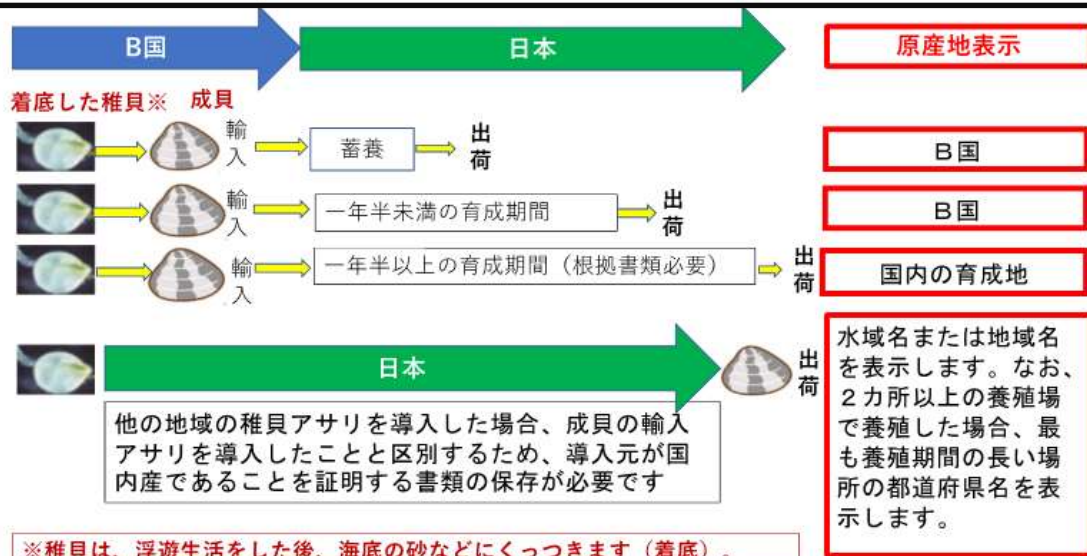 B国
日本
原産地表示
着底した稚貝※ 成貝
輸入
蓄養
出荷
B国
輸入
一年半未満の育成期間
出荷
B国
輸入
一年半以上の育成期間（根拠書類必要）
出荷
国内の育成地
日本
出荷
他の地域の稚貝アサリを導入した場合、成貝の輸入
アサリを導入したことと区別するため、導入元が国
内産であることを証明する書類の保存が必要です
水域名または地域名
を表示します。なお、
２カ所以上の養殖場
で養殖した場合、最
も養殖期間の長い場
所の都道府県名を表
示します。
※稚貝は、浮遊生活をした後、海底の砂などにくっつきます（着底）。